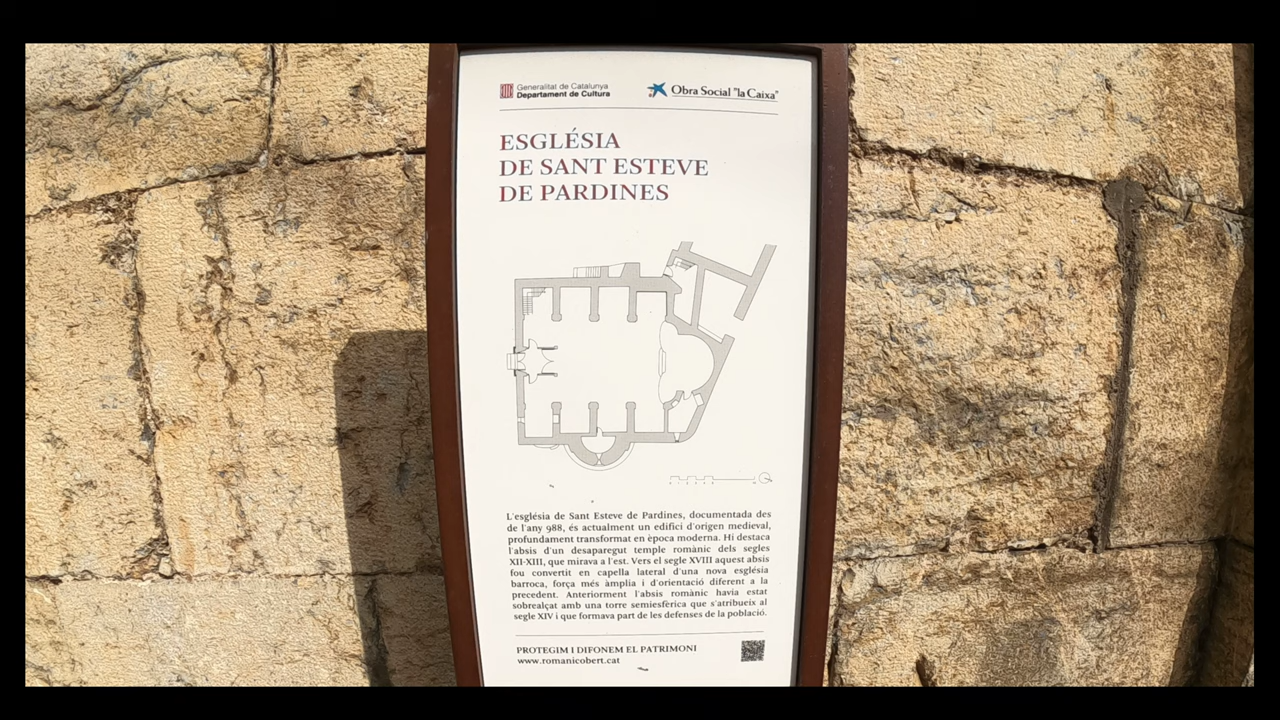 Generalitat de Catalunya
Departament de Cultura
Obra Social "la Caixa"
ESGLÉSIA
DE SANT ESTEVE
DE PARDINES
L'església de Sant Esteve de Pardines, documentada des
de l'any 988, és actualment un edifici d'origen medieval,
profundament transformat en època moderna. Hi destaca
l'absis d'un desaparegut temple romànic dels segles
XII-XIII, que mirava a l'est. Vers el segle XVIII aquest absis
fou convertit en capella lateral d'una nova església
barroca, força més àmplia i d'orientació diferent a la
precedent. Anteriorment l'absis romànic havia estat
sobrealçat amb una torre semiesfèrica que s'atribueix al
segle XIV i que formava part de les defenses de la població.
PROTEGIM I DIFONEM EL PATRIMONI
www.romanicobert.cat